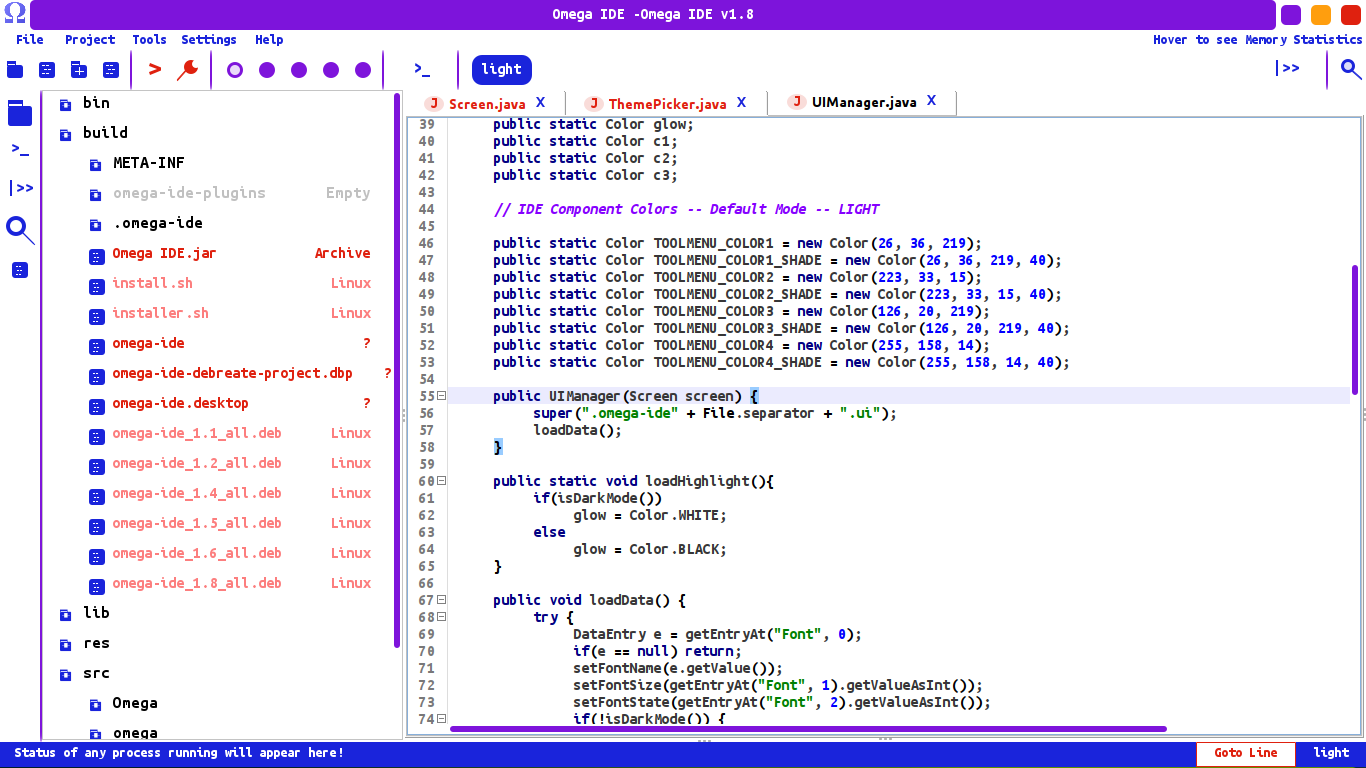 Omega IDE -Omega IDE v1.8
File Project Tools Settings Help
Hover to see Memory Statistics
> >_ light |>>
>_
|>>
bin
build
META-INF
omega-ide-plugins Empty
.omega-ide
Omega IDE.jar Archive
install.sh Linux
installer.sh Linux
omega-ide ?
omega-ide-debreate-project.dbp ?
omega-ide.desktop ?
omega-ide_1.1_all.deb Linux
omega-ide_1.2_all.deb Linux
omega-ide_1.4_all.deb Linux
omega-ide_1.5_all.deb Linux
omega-ide_1.6_all.deb Linux
omega-ide_1.8_all.deb Linux
lib
res
src
Omega
omega
J Screen.java X J ThemePicker.java X J UIManager.java X
39 public static Color glow;
40 public static Color c1;
41 public static Color c2;
42 public static Color c3;
43
44 // IDE Component Colors -- Default Mode -- LIGHT
45
46 public static Color TOOLMENU_COLOR1 = new Color(26, 36, 219);
47 public static Color TOOLMENU_COLOR1_SHADE = new Color(26, 36, 219, 40);
48 public static Color TOOLMENU_COLOR2 = new Color(223, 33, 15);
49 public static Color TOOLMENU_COLOR2_SHADE = new Color(223, 33, 15, 40);
50 public static Color TOOLMENU_COLOR3 = new Color(126, 20, 219);
51 public static Color TOOLMENU_COLOR3_SHADE = new Color(126, 20, 219, 40);
52 public static Color TOOLMENU_COLOR4 = new Color(255, 158, 14);
53 public static Color TOOLMENU_COLOR4_SHADE = new Color(255, 158, 14, 40);
54
55 public UIManager(Screen screen) {
56 super(".omega-ide" + File.separator + ".ui");
57 loadData();
58 }
59
60 public static void loadHighlight(){
61 if(isDarkMode())
62 glow = Color.WHITE;
63 else
64 glow = Color.BLACK;
65 }
66
67 public void loadData() {
68 try {
69 DataEntry e = getEntryAt("Font", 0);
70 if(e == null) return;
71 setFontName(e.getValue());
72 setFontSize(getEntryAt("Font", 1).getValueAsInt());
73 setFontState(getEntryAt("Font", 2).getValueAsInt());
74 if(!isDarkMode()) {
Status of any process running will appear here!
Goto Line light